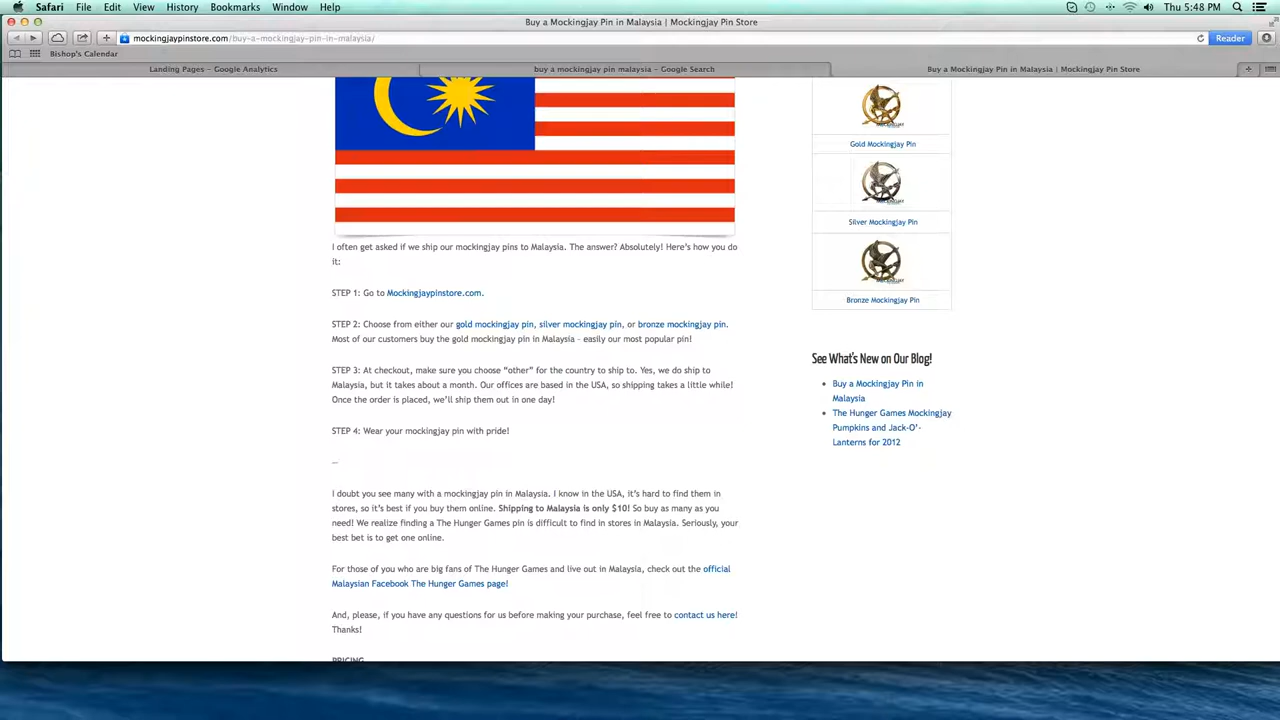 Safari File Edit View History Bookmarks Window Help Thu 5:48 PM
Buy a Mockingjay Pin in Malaysia | Mockingjay Pin Store
mockingjaypinstore.com/buy-a-mockingjay-pin-in-malaysia/ Reader
Bishop's Calendar
Landing Pages – Google Analytics buy a mockingjay pin malaysia – Google Search Buy a Mockingjay Pin in Malaysia | Mockingjay Pin Store
I often get asked if we ship our mockingjay pins to Malaysia. The answer? Absolutely! Here's how you do
it:
STEP 1: Go to Mockingjaypinstore.com.
STEP 2: Choose from either our gold mockingjay pin, silver mockingjay pin, or bronze mockingjay pin.
Most of our customers buy the gold mockingjay pin in Malaysia – easily our most popular pin!
STEP 3: At checkout, make sure you choose "other" for the country to ship to. Yes, we do ship to
Malaysia, but it takes about a month. Our offices are based in the USA, so shipping takes a little while!
Once the order is placed, we'll ship them out in one day!
STEP 4: Wear your mockingjay pin with pride!
—
I doubt you see many with a mockingjay pin in Malaysia. I know in the USA, it's hard to find them in
stores, so it's best if you buy them online. Shipping to Malaysia is only $10! So buy as many as you
need! We realize finding a The Hunger Games pin is difficult to find in stores in Malaysia. Seriously, your
best bet is to get one online.
For those of you who are big fans of The Hunger Games and live out in Malaysia, check out the official
Malaysian Facebook The Hunger Games page!
And, please, if you have any questions for us before making your purchase, feel free to contact us here!
Thanks!
PRICING
Gold Mockingjay Pin
Silver Mockingjay Pin
Bronze Mockingjay Pin
See What's New on Our Blog!
Buy a Mockingjay Pin in
Malaysia
The Hunger Games Mockingjay
Pumpkins and Jack-O'-
Lanterns for 2012